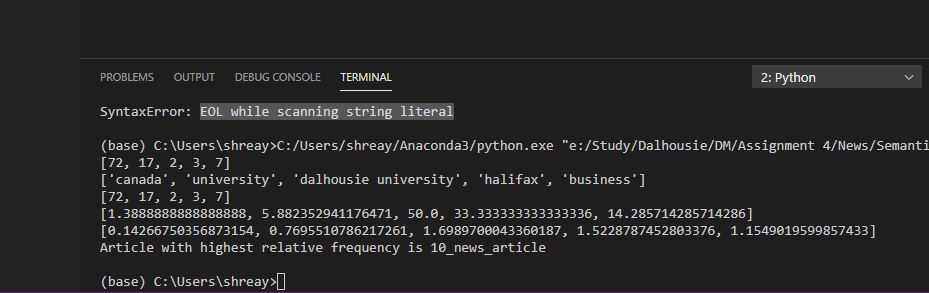 PROBLEMS OUTPUT DEBUG CONSOLE TERMINAL 2: Python
SyntaxError: EOL while scanning string literal
(base) C:\Users\shreay>C:/Users/shreay/Anaconda3/python.exe "e:/Study/Dalhousie/DM/Assignment 4/News/Semanti
[72, 17, 2, 3, 7]
['canada', 'university', 'dalhousie university', 'halifax', 'business']
[72, 17, 2, 3, 7]
[1.3888888888888888, 5.882352941176471, 50.0, 33.333333333333336, 14.285714285714286]
[0.14266750356873154, 0.7695510786217261, 1.6989700043360187, 1.5228787452803376, 1.1549019599857433]
Article with highest relative frequency is 10_news_article
(base) C:\Users\shreay>